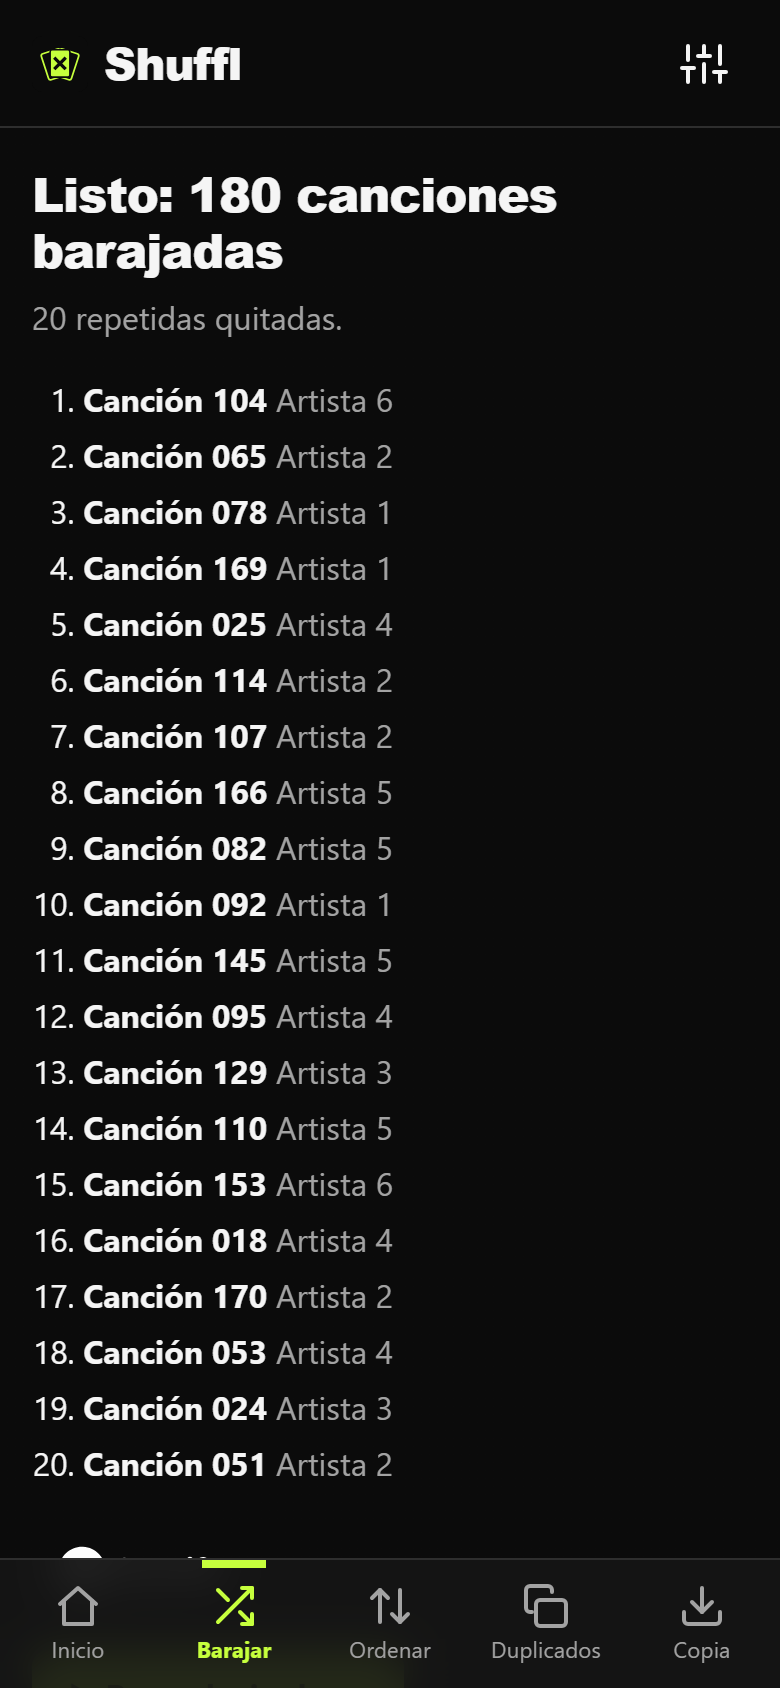 Shuffl
Listo: 180 canciones
barajadas
20 repetidas quitadas.
1. Canción 104 Artista 6
2. Canción 065 Artista 2
3. Canción 078 Artista 1
4. Canción 169 Artista 1
5. Canción 025 Artista 4
6. Canción 114 Artista 2
7. Canción 107 Artista 2
8. Canción 166 Artista 5
9. Canción 082 Artista 5
10. Canción 092 Artista 1
11. Canción 145 Artista 5
12. Canción 095 Artista 4
13. Canción 129 Artista 3
14. Canción 110 Artista 5
15. Canción 153 Artista 6
16. Canción 018 Artista 4
17. Canción 170 Artista 2
18. Canción 053 Artista 4
19. Canción 024 Artista 3
20. Canción 051 Artista 2
Inicio
Barajar
Ordenar
Duplicados
Copia